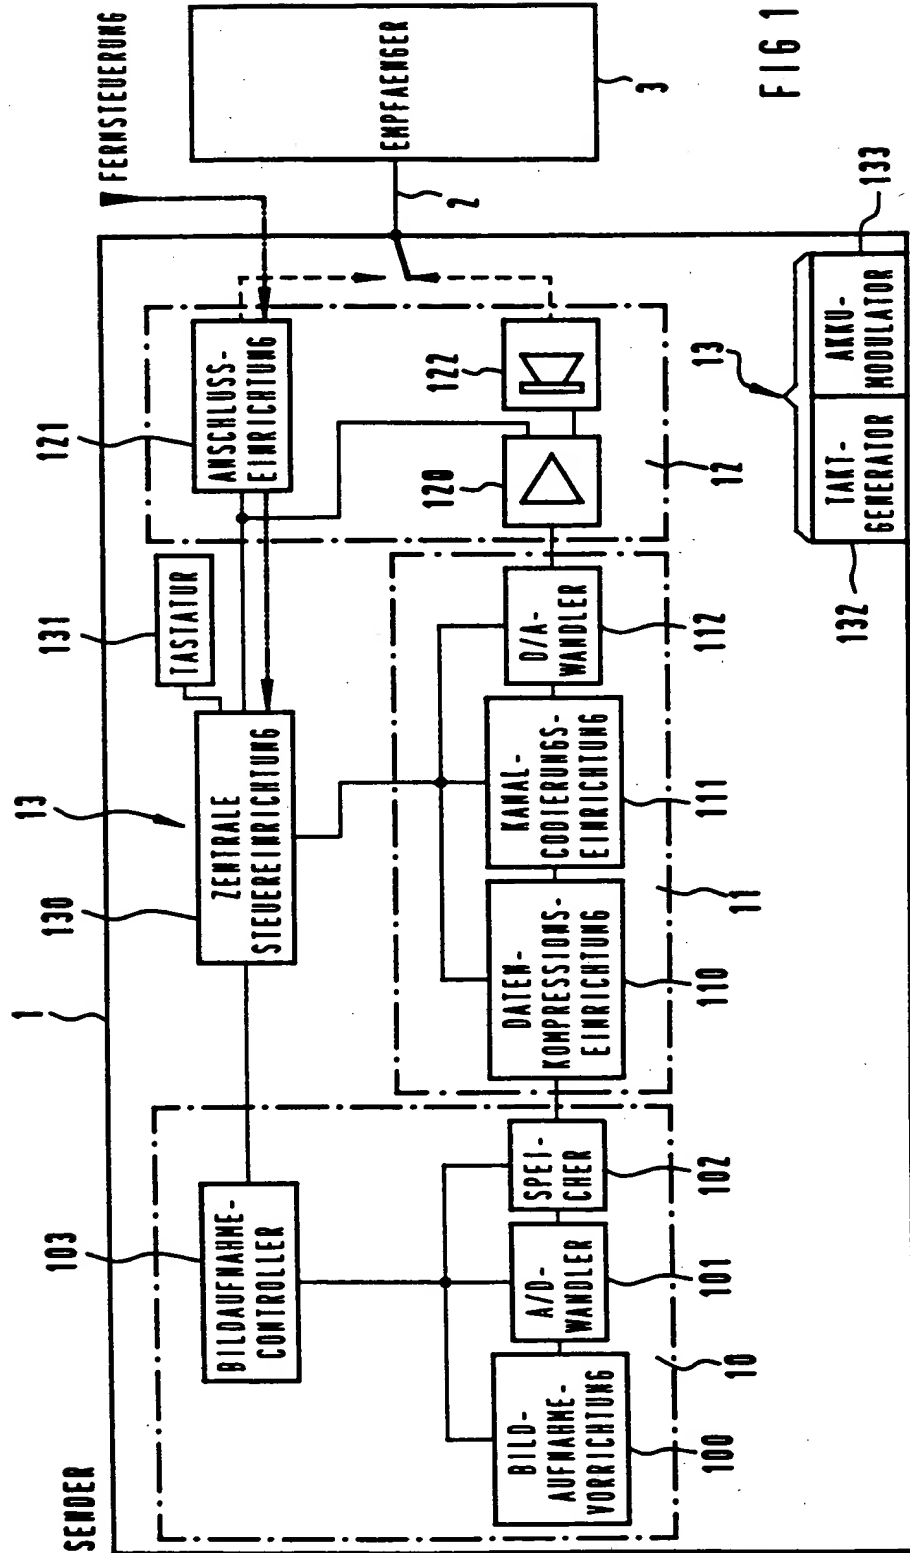 SENDER
1
13
103
BILDAUFNAHME-
CONTROLLER
130
ZENTRALE
STEUEREINRICHTUNG
131
TASTATUR
121
ANSCHLUSS-
EINRICHTUNG
FERNSTEUERUNG
BILD-
AUFNAHME-
VORRICHTUNG
100
A/D-
WANDLER
101
SPEI-
CHER
102
10
DATEN-
KOMPRESSIONS-
EINRICHTUNG
110
KANAL-
CODIERUNGS-
EINRICHTUNG
111
D/A-
WANDLER
112
11
120
122
12
2
EMPFAENGER
3
13
TAKT-
GENERATOR
132
AKKU-
MODULATOR
133
FIG 1